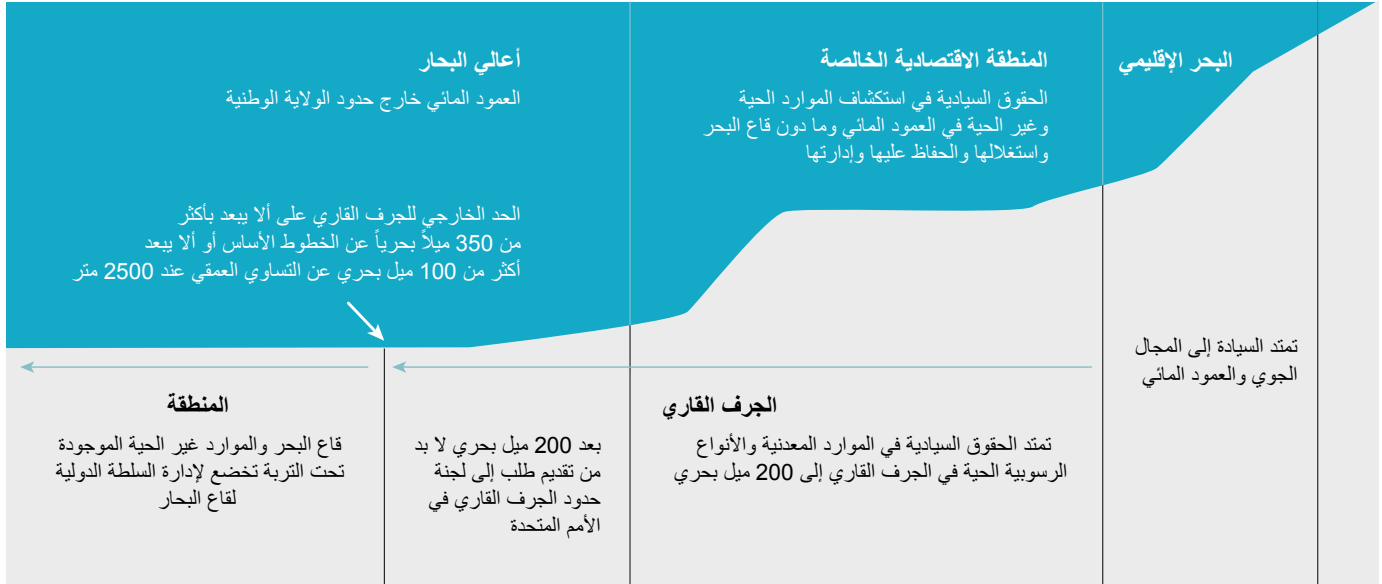 البحر الإقليمي
المنطقة الاقتصادية الخالصة
الحقوق السيادية في استكشاف الموارد الحية
وغير الحية في العمود المائي وما دون قاع البحر
واستغلالها والحفاظ عليها وإدارتها
أعالي البحار
العمود المائي خارج حدود الولاية الوطنية
الحد الخارجي للجرف القاري على ألا يبعد بأكثر
من 350 ميلاً بحرياً عن الخطوط الأساس أو ألا يبعد
أكثر من 100 ميل بحري عن التساوي العمقي عند 2500 متر
تمتد السيادة إلى المجال
الجوي والعمود المائي
الجرف القاري
تمتد الحقوق السيادية في الموارد المعدنية والأنواع
الرسوبية الحية في الجرف القاري إلى 200 ميل بحري
بعد 200 ميل بحري لا بد
من تقديم طلب إلى لجنة
حدود الجرف القاري في
الأمم المتحدة
المنطقة
قاع البحر والموارد غير الحية الموجودة
تحت التربة تخضع لإدارة السلطة الدولية
لقاع البحار